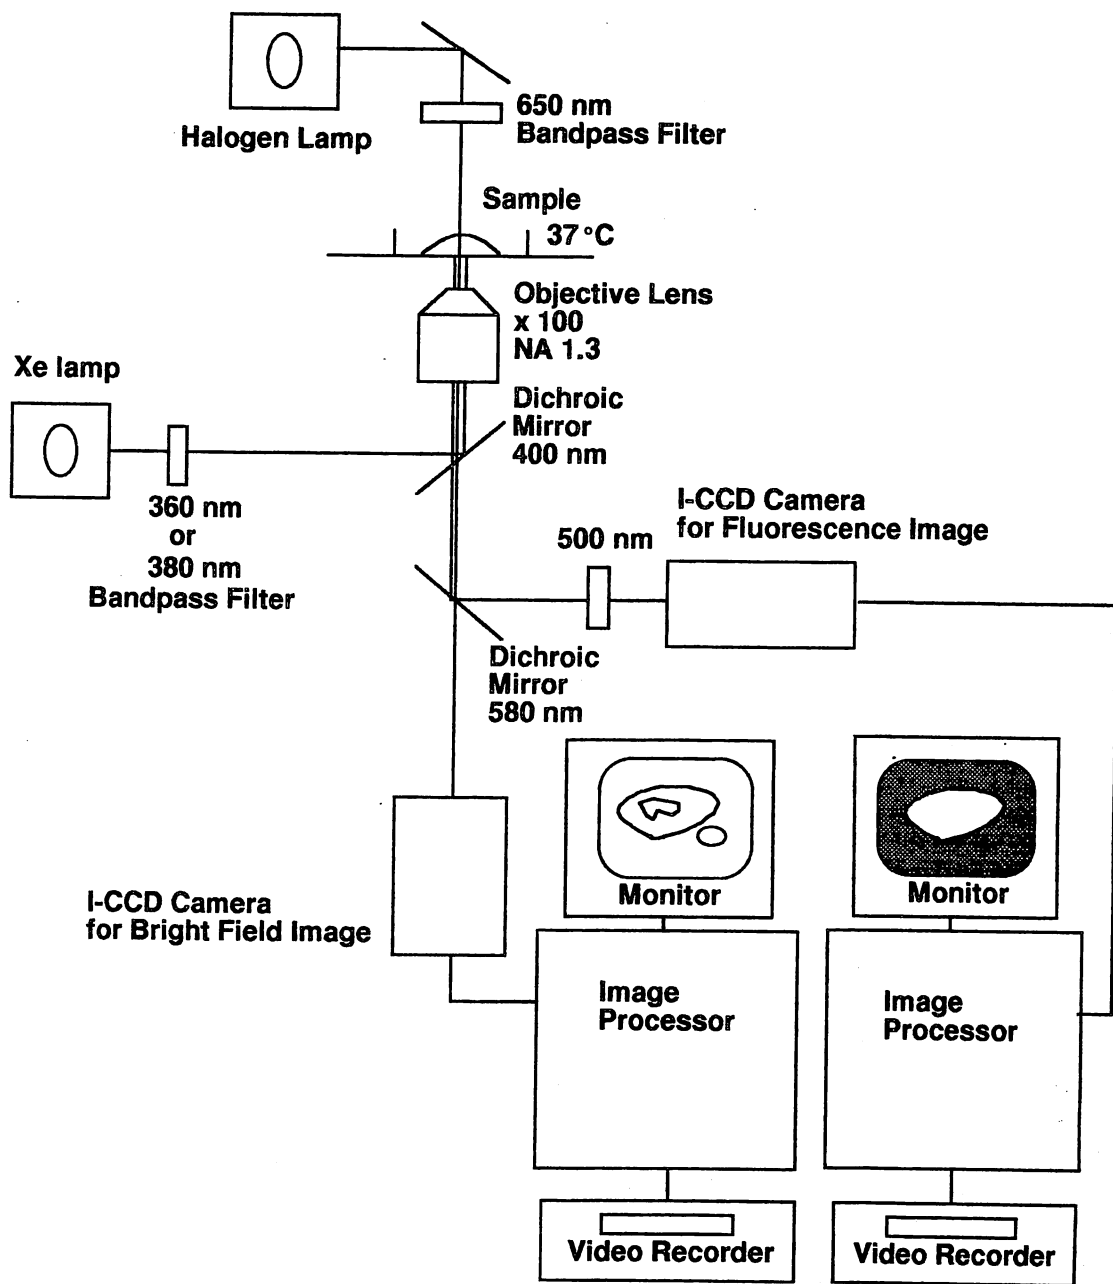 Halogen Lamp
650 nm
Bandpass Filter
Sample
37 °C
Objective Lens
x 100
NA 1.3
Xe lamp
Dichroic
Mirror
400 nm
360 nm
or
380 nm
Bandpass Filter
I-CCD Camera
for Fluorescence Image
500 nm
Dichroic
Mirror
580 nm
I-CCD Camera
for Bright Field Image
Monitor
Monitor
Image
Processor
Image
Processor
Video Recorder
Video Recorder